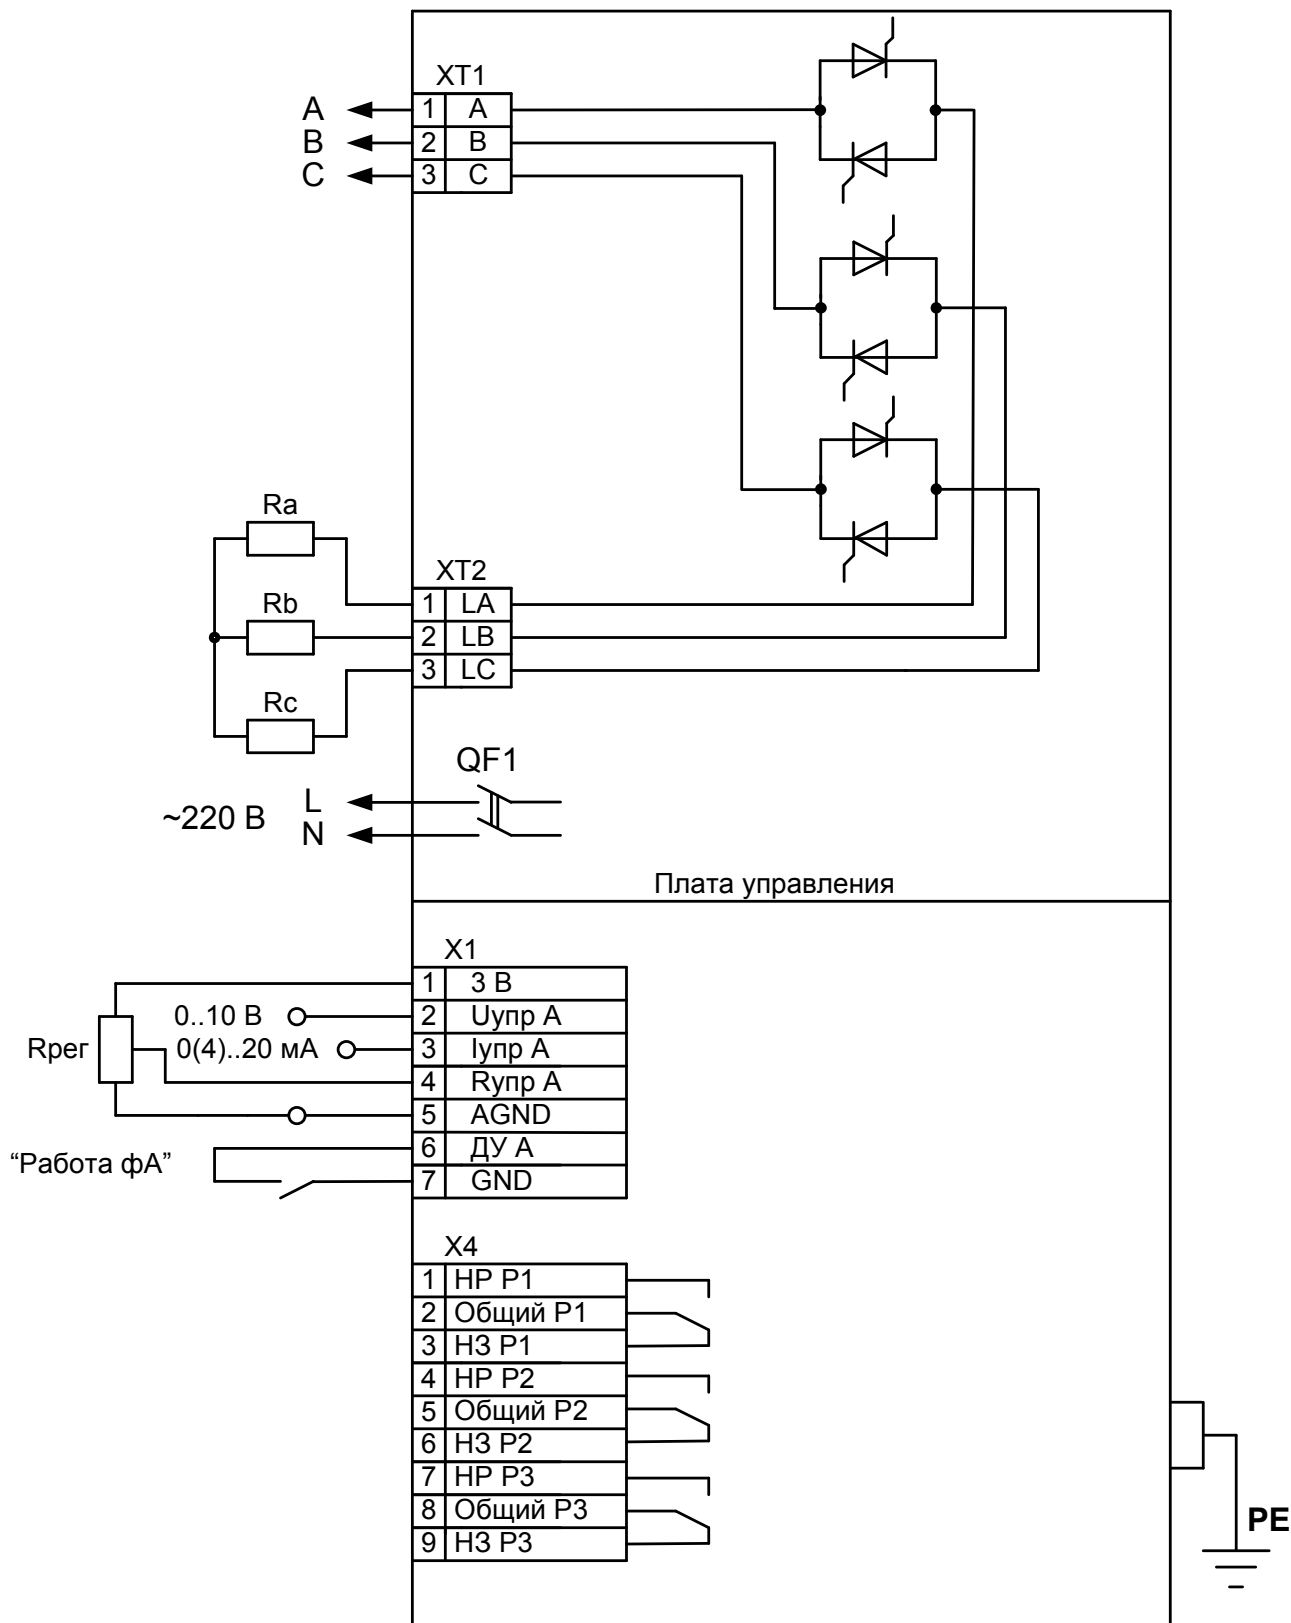 XT1
A 1 A
B 2 B
C 3 C
Ra
XT2
1 LA
Rb
2 LB
3 LC
Rc
QF1
~220 В
L
N
Плата управления
X1
1 3 В
0..10 В 2 Uупр А
Rрег 0(4)..20 мА 3 Iупр А
4 Rупр А
5 AGND
6 ДУ А
“Работа фА”
7 GND
X4
1 НР Р1
2 Общий Р1
3 НЗ Р1
4 НР Р2
5 Общий Р2
6 НЗ Р2
7 НР Р3
8 Общий Р3
9 НЗ Р3
PE